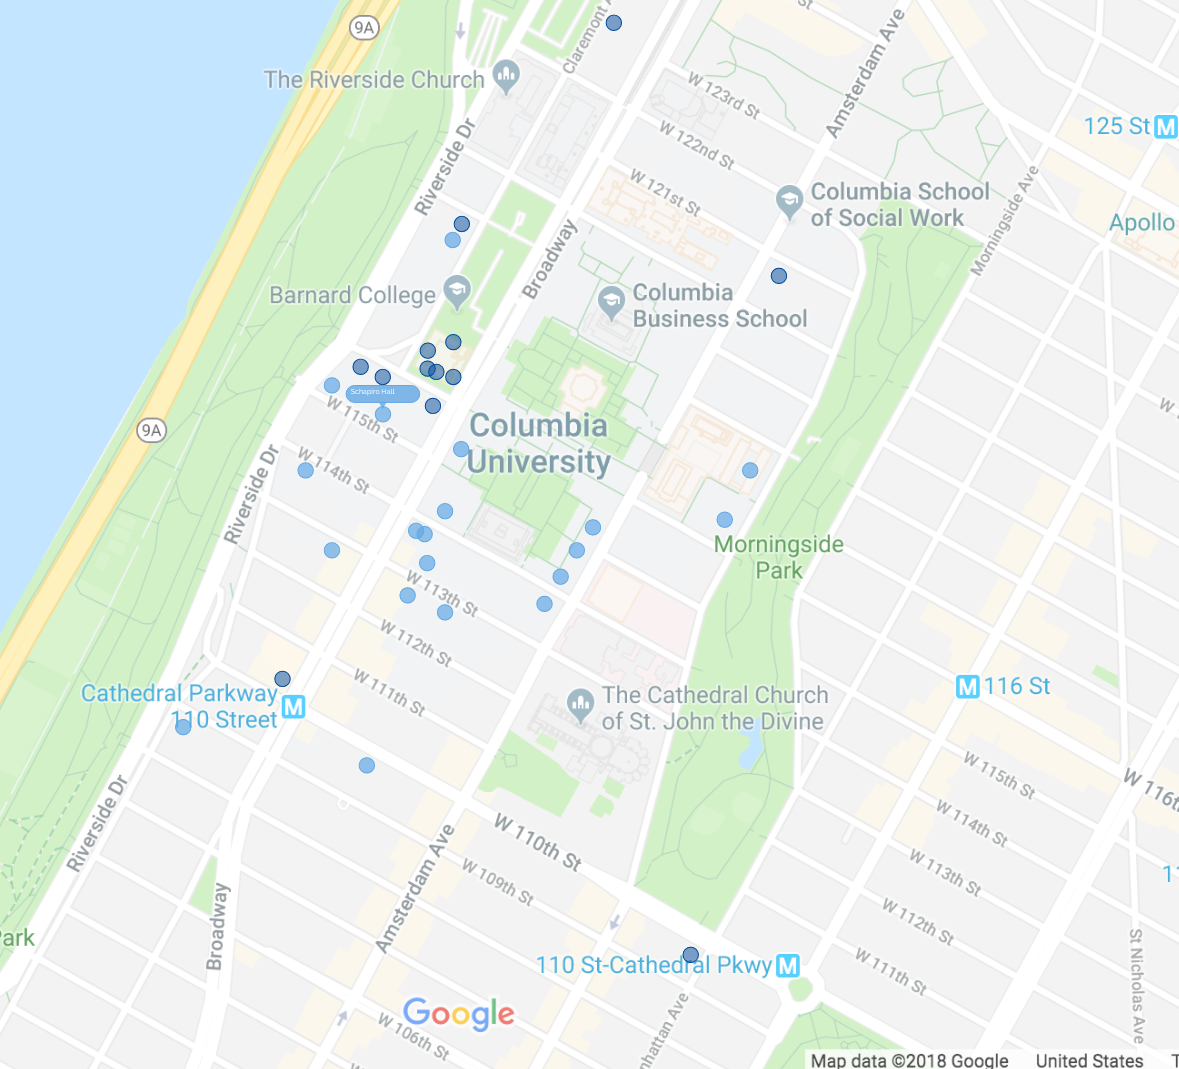 St
Claremont A
9A
The Riverside Church
W 123rd St
Amsterdam Ave
125 St M
W 122nd St
Riverside Dr
W 121st St
Columbia School
of Social Work
Morningside Ave
Apollo
Broadway
Barnard College
Columbia
Business School
Schapiro Hall
W 115th St
W
9A
Columbia
University
W 114th St
Riverside Dr
Morningside
Park
W 113th St
W 112th St
W 111th St
Cathedral Parkway
110 Street M
M 116 St
The Cathedral Church
of St. John the Divine
W 115th St
W 116th
Riverside Dr
W 114th St
W 110th St
W 113th St
W 109th St
Amsterdam Ave
Broadway
W 112th St
Park
110 St-Cathedral Pkwy M
W 111th St
St Nicholas Ave
Google
W 106th St
nhattan Ave
Map data ©2018 Google
United States
T